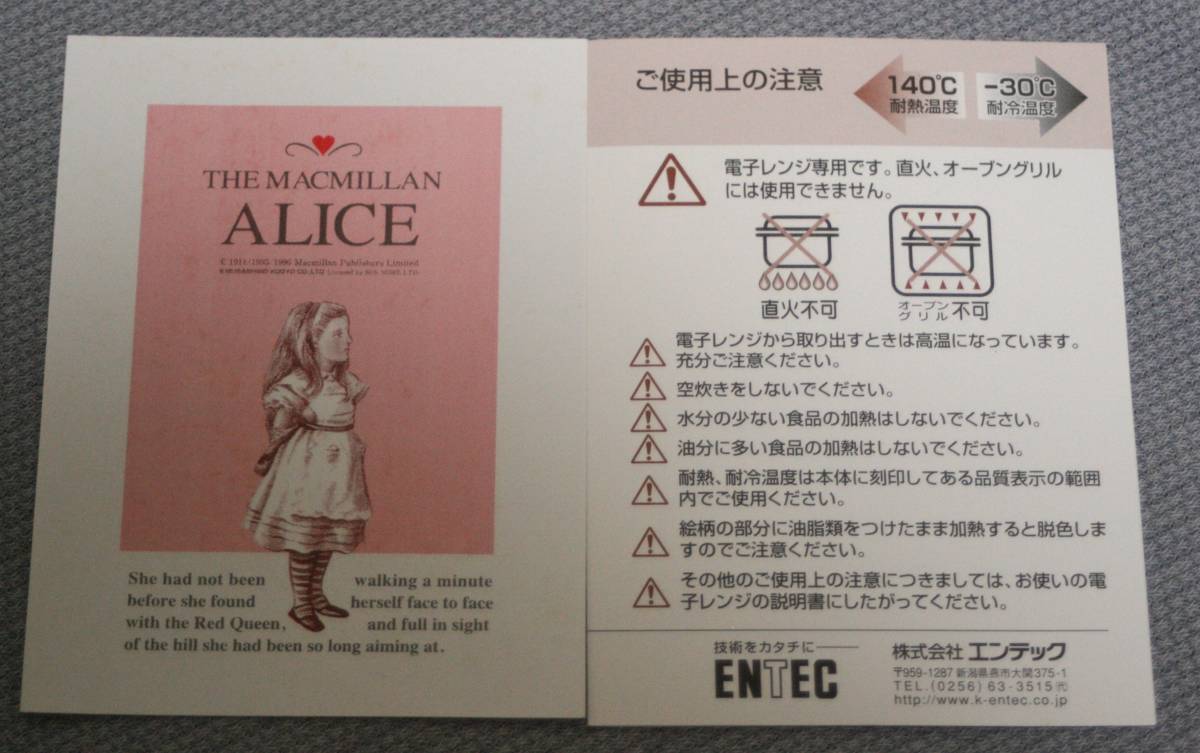 THE MACMILLAN
ALICE
Macmillan Publishers Limited
She had not been walking a minute
before she found herself face to face
with the Red Queen, and full in sight
of the hill she had been so long aiming at.
ご使用上の注意
140℃
耐熱温度
-30℃
耐冷温度
電子レンジ専用です。直火、オーブングリル
には使用できません。
直火不可
オーブン
グリル不可
電子レンジから取り出すときは高温になっています。
充分ご注意ください。
空炊きをしないでください。
水分の少ない食品の加熱はしないでください。
油分に多い食品の加熱はしないでください。
耐熱、耐冷温度は本体に刻印してある品質表示の範囲
内でご使用ください。
絵柄の部分に油脂類をつけたまま加熱すると脱色しま
すのでご注意ください。
その他のご使用上の注意につきましては、お使いの電
子レンジの説明書にしたがってください。
技術をカタチに
ENTEC
株式会社 エンテック
〒959-1287 新潟県燕市大関375-1
TEL.(0256) 63-3515㈹
http://www.k-entec.co.jp